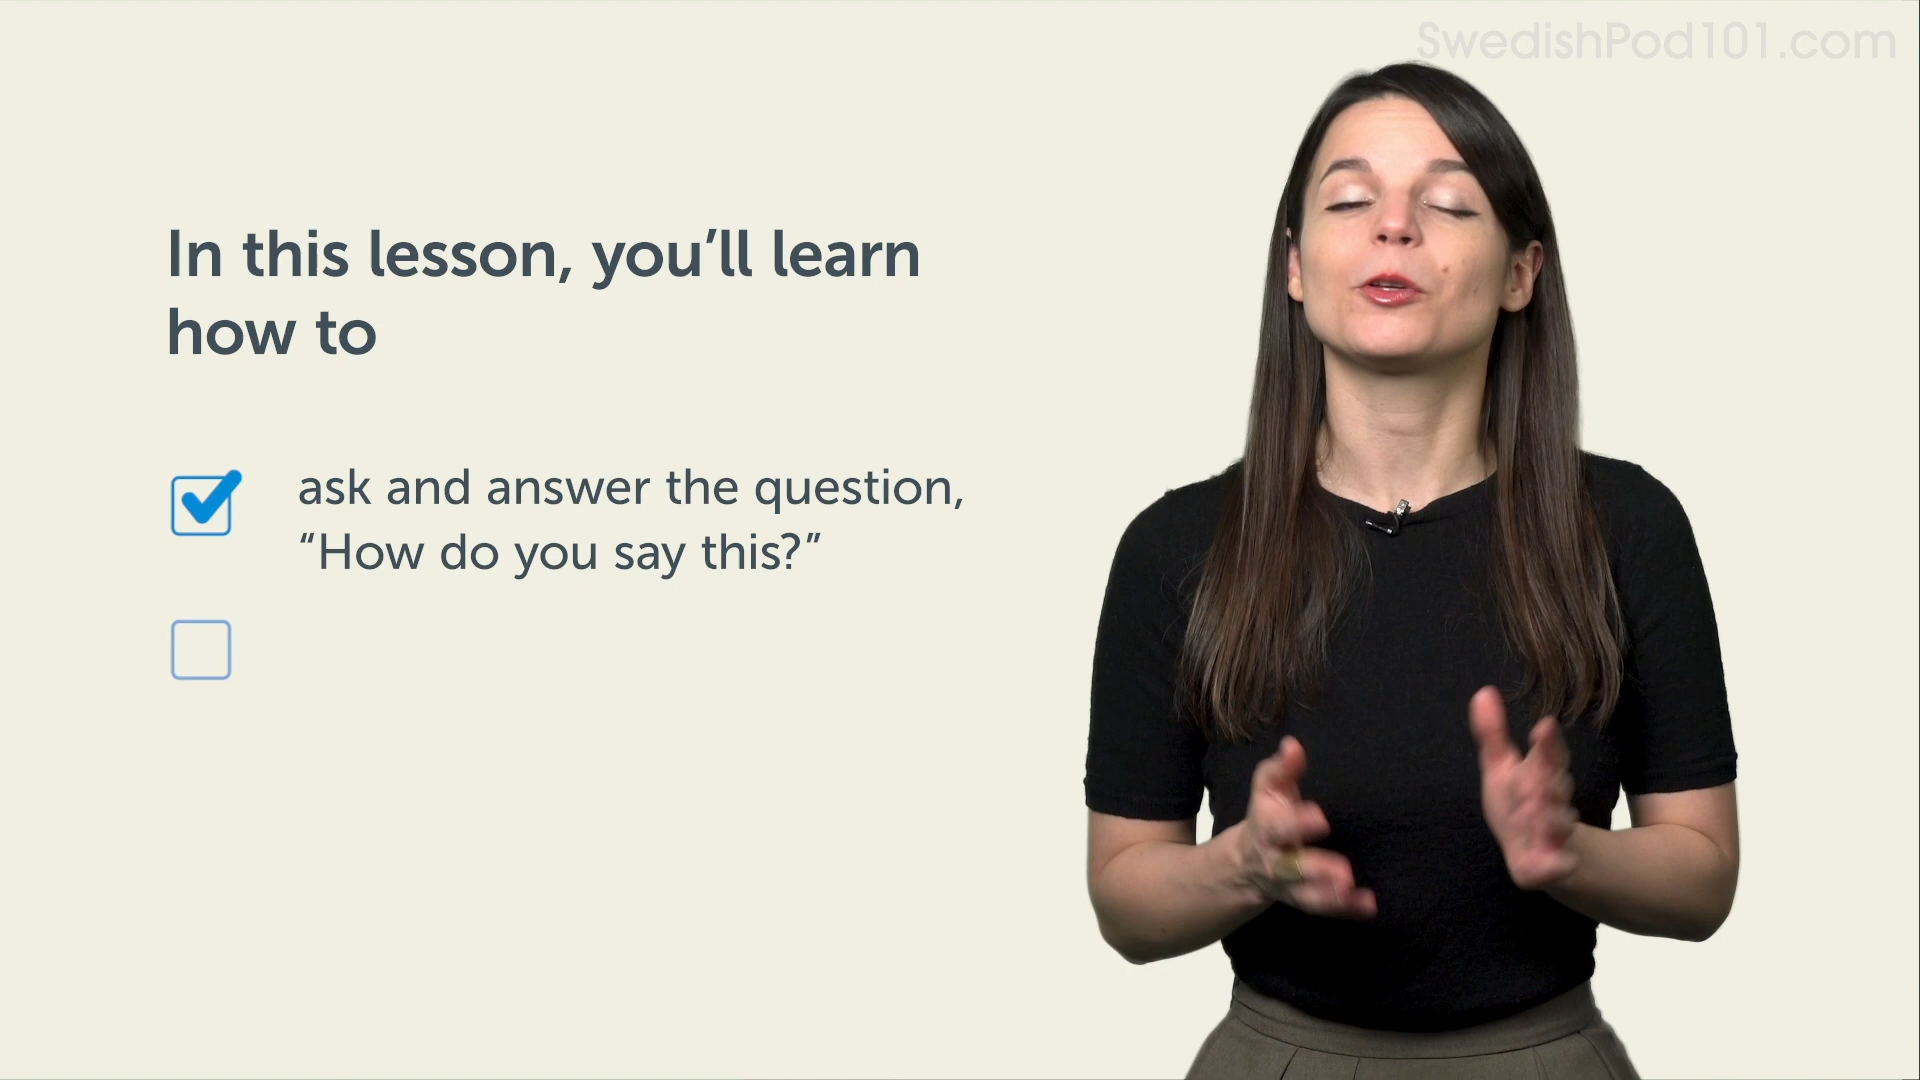 SwedishPod101.com
In this lesson, you’ll learn
how to
ask and answer the question,
“How do you say this?”